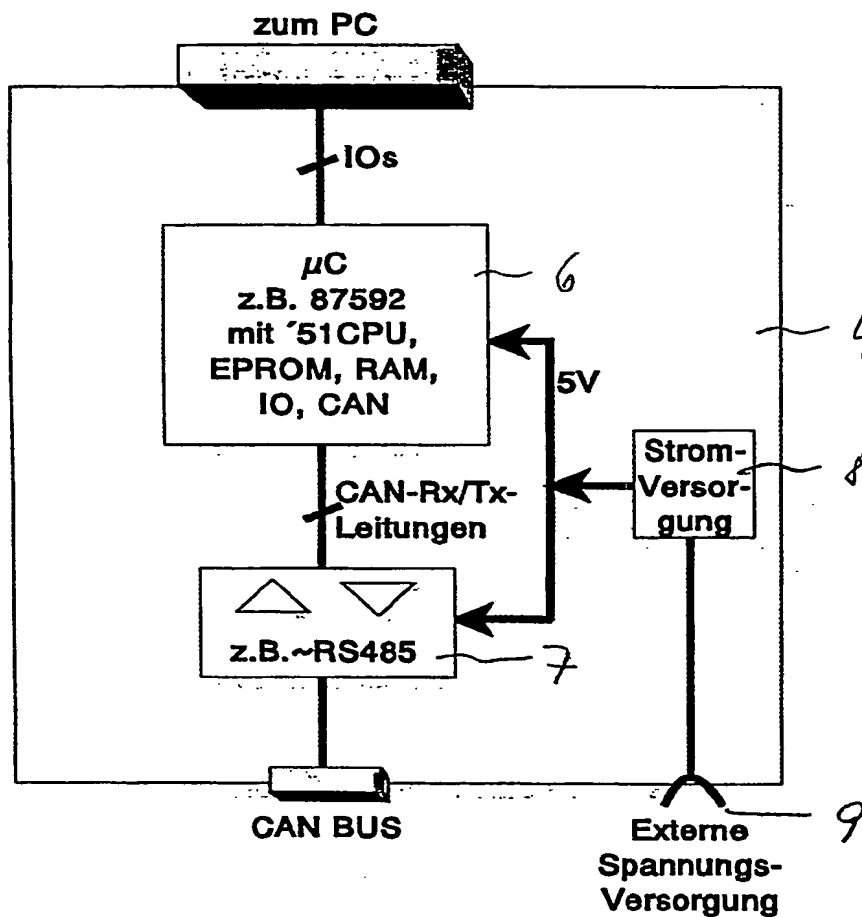 zum PC
IOs
µC
z.B. 87592
mit ´51CPU,
EPROM, RAM,
IO, CAN
6
5V
Strom-
Versor-
gung
8
CAN-Rx/Tx-
Leitungen
z.B.~RS485
7
CAN BUS
9
Externe
Spannungs-
Versorgung